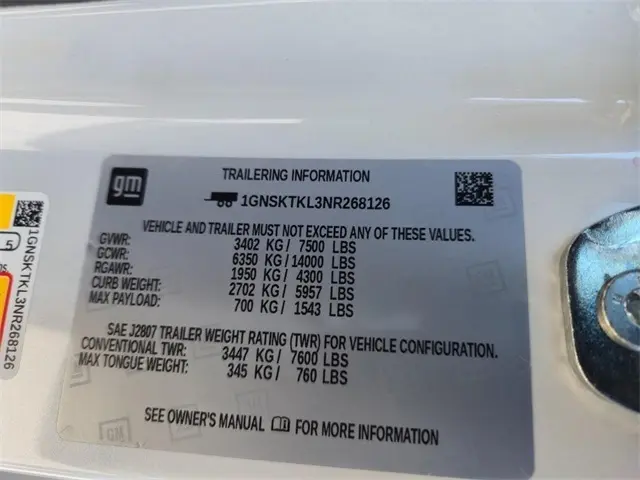 gm
TRAILERING INFORMATION
1GNSKTKL3NR268126
VEHICLE AND TRAILER MUST NOT EXCEED ANY OF THESE VALUES.
GVWR: 3402 KG / 7500 LBS
GCWR: 6350 KG / 14000 LBS
RGAWR: 1950 KG / 4300 LBS
CURB WEIGHT: 2702 KG / 5957 LBS
MAX PAYLOAD: 700 KG / 1543 LBS
SAE J2807 TRAILER WEIGHT RATING (TWR) FOR VEHICLE CONFIGURATION.
CONVENTIONAL TWR: 3447 KG / 7600 LBS
MAX TONGUE WEIGHT: 345 KG / 760 LBS
SEE OWNER'S MANUAL FOR MORE INFORMATION
GM
1GNSKTKL3NR268126
5